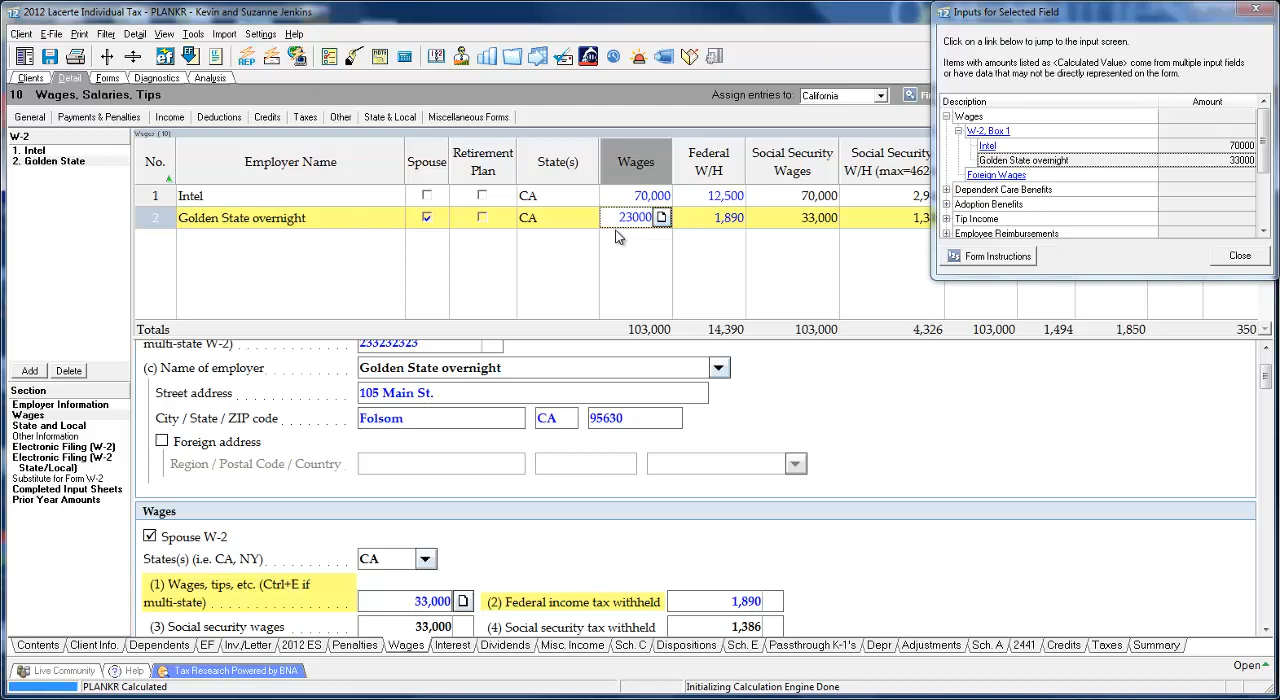 2012 Lacerte Individual Tax - PLANKR - Kevin and Suzanne Jenkins
Client E-File Print Filter Detail View Tools Import Settings Help
Clients Detail Forms Diagnostics Analysis
10 Wages, Salaries, Tips
Assign entries to: California
General Payments & Penalties Income Deductions Credits Taxes Other State & Local Miscellaneous Forms
W-2
1. Intel
2. Golden State
Wages (10)
No. Employer Name Spouse Retirement Plan State(s) Wages Federal W/H Social Security Wages Social Security W/H (max=462
1 Intel CA 70,000 12,500 70,000 2,9
2 Golden State overnight CA 23000 1,890 33,000 1,3
Totals 103,000 14,390 103,000 4,326 103,000 1,494 1,850 350
Add Delete
Section
Employer Information
Wages
State and Local
Other Information
Electronic Filing (W-2)
Electronic Filing (W-2
State/Local)
Substitute for Form W-2
Completed Input Sheets
Prior Year Amounts
multi-state W-2) 233232323
(c) Name of employer Golden State overnight
Street address 105 Main St.
City / State / ZIP code Folsom CA 95630
Foreign address
Region / Postal Code / Country
Wages
Spouse W-2
States(s) (i.e. CA, NY) CA
(1) Wages, tips, etc. (Ctrl+E if
multi-state) 33,000 (2) Federal income tax withheld 1,890
(3) Social security wages 33,000 (4) Social security tax withheld 1,386
Contents Client Info. Dependents EF Inv./Letter 2012 ES Penalties Wages Interest Dividends Misc. Income Sch. C Dispositions Sch. E Passthrough K-1's Depr Adjustments Sch. A 2441 Credits Taxes Summary
Live Community Help Tax Research Powered by BNA
Open
PLANKR Calculated Initializing Calculation Engine Done
Inputs for Selected Field
Click on a link below to jump to the input screen.
Items with amounts listed as <Calculated Value> come from multiple input fields
or have data that may not be directly represented on the form.
Description Amount
Wages
W-2, Box 1
Intel 70000
Golden State overnight 33000
Foreign Wages
Dependent Care Benefits
Adoption Benefits
Tip Income
Employee Reimbursements
Form Instructions Close